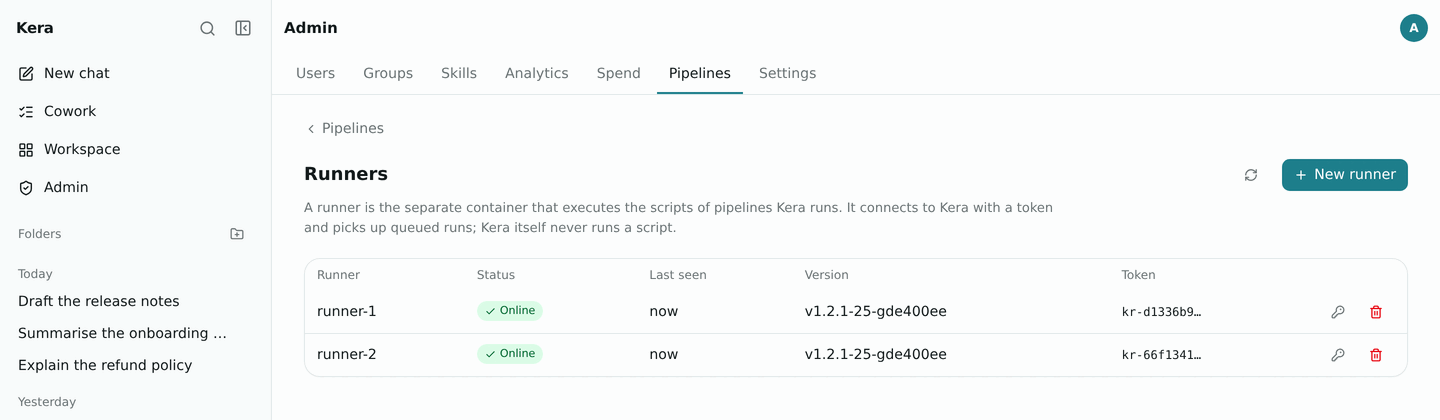 Kera
Admin
A
New chat
Cowork
Workspace
Admin
Folders
Today
Draft the release notes
Summarise the onboarding ...
Explain the refund policy
Yesterday
Users Groups Skills Analytics Spend Pipelines Settings
Pipelines
Runners
New runner
A runner is the separate container that executes the scripts of pipelines Kera runs. It connects to Kera with a token
and picks up queued runs; Kera itself never runs a script.
Runner Status Last seen Version Token
runner-1 Online now v1.2.1-25-gde400ee kr-d1336b9…
runner-2 Online now v1.2.1-25-gde400ee kr-66f1341…